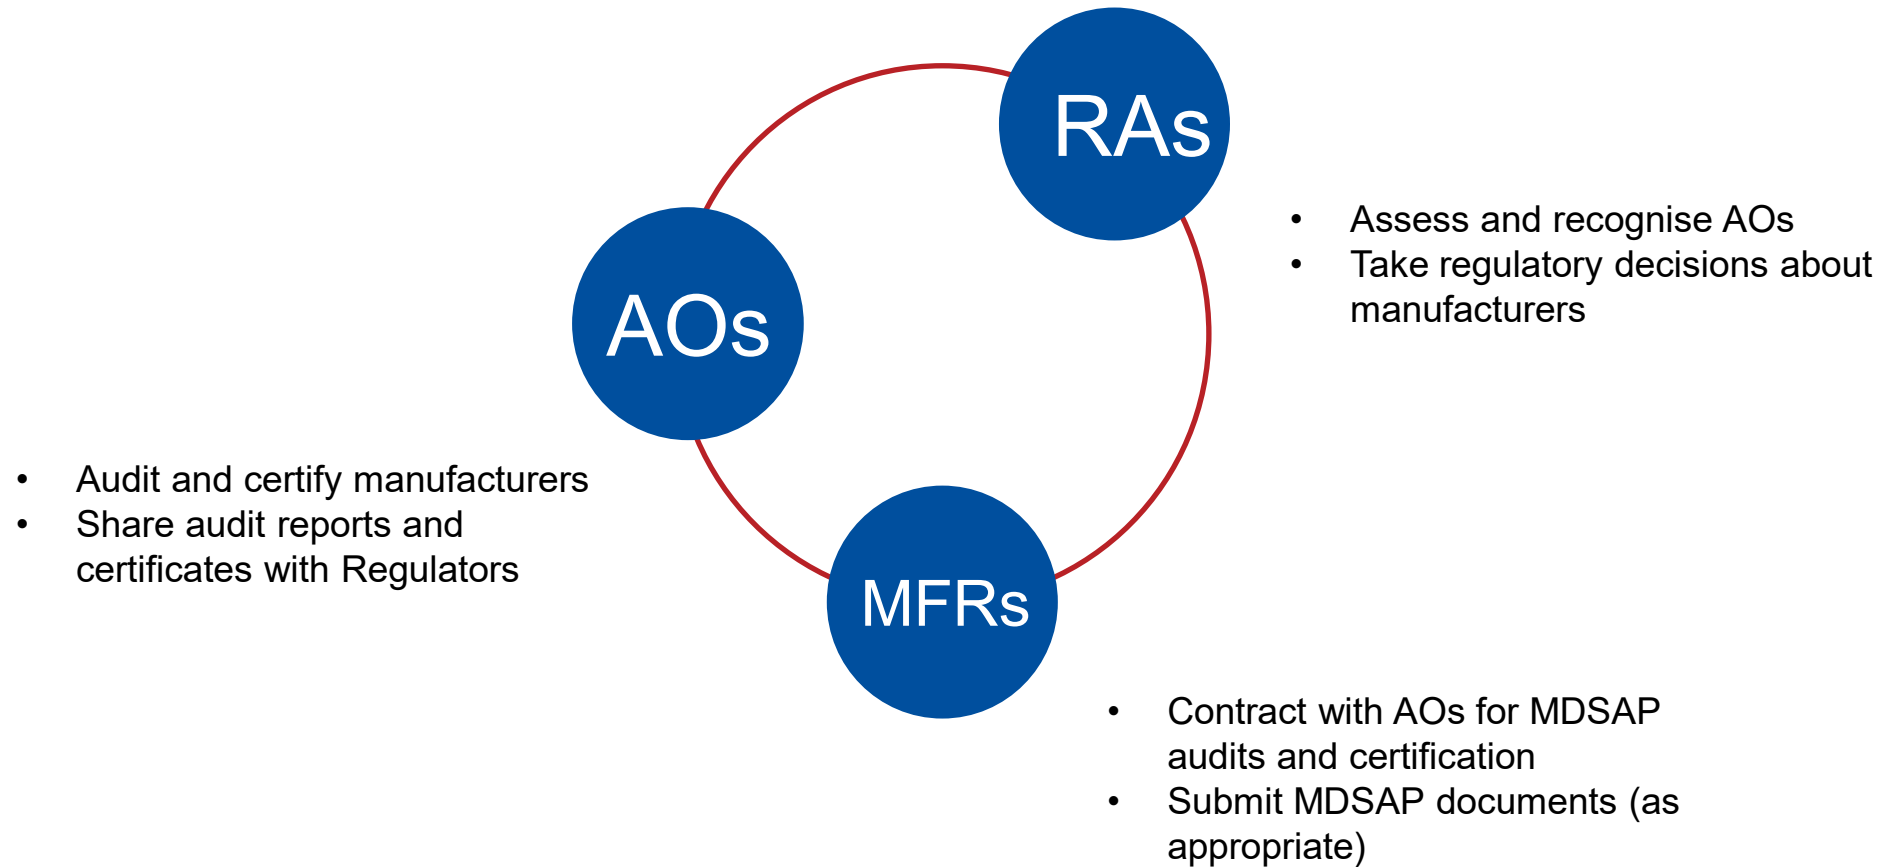 RAs
• Assess and recognise AOs
• Take regulatory decisions about
manufacturers
AOs
• Audit and certify manufacturers
• Share audit reports and
certificates with Regulators
MFRs
• Contract with AOs for MDSAP
audits and certification
• Submit MDSAP documents (as
appropriate)